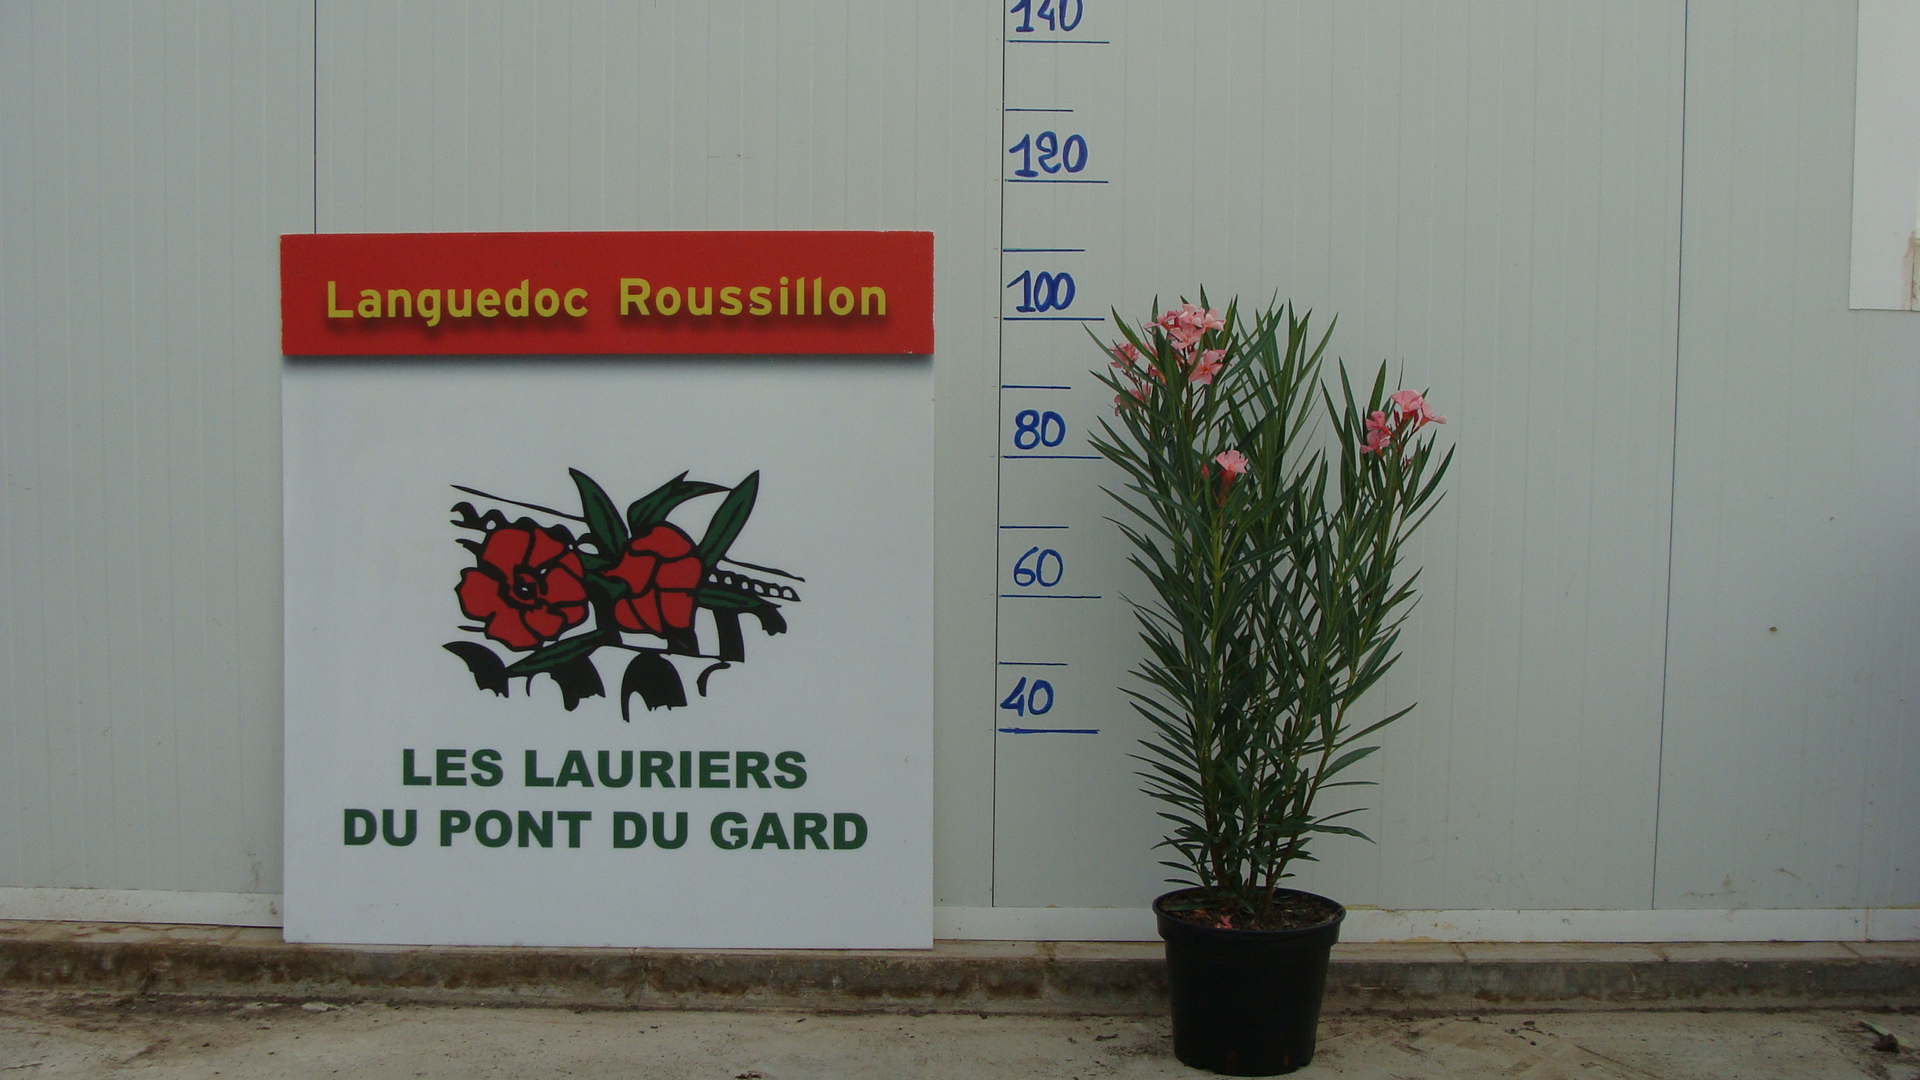 Languedoc Roussillon
LES LAURIERS
DU PONT DU GARD
140
120
100
80
60
40